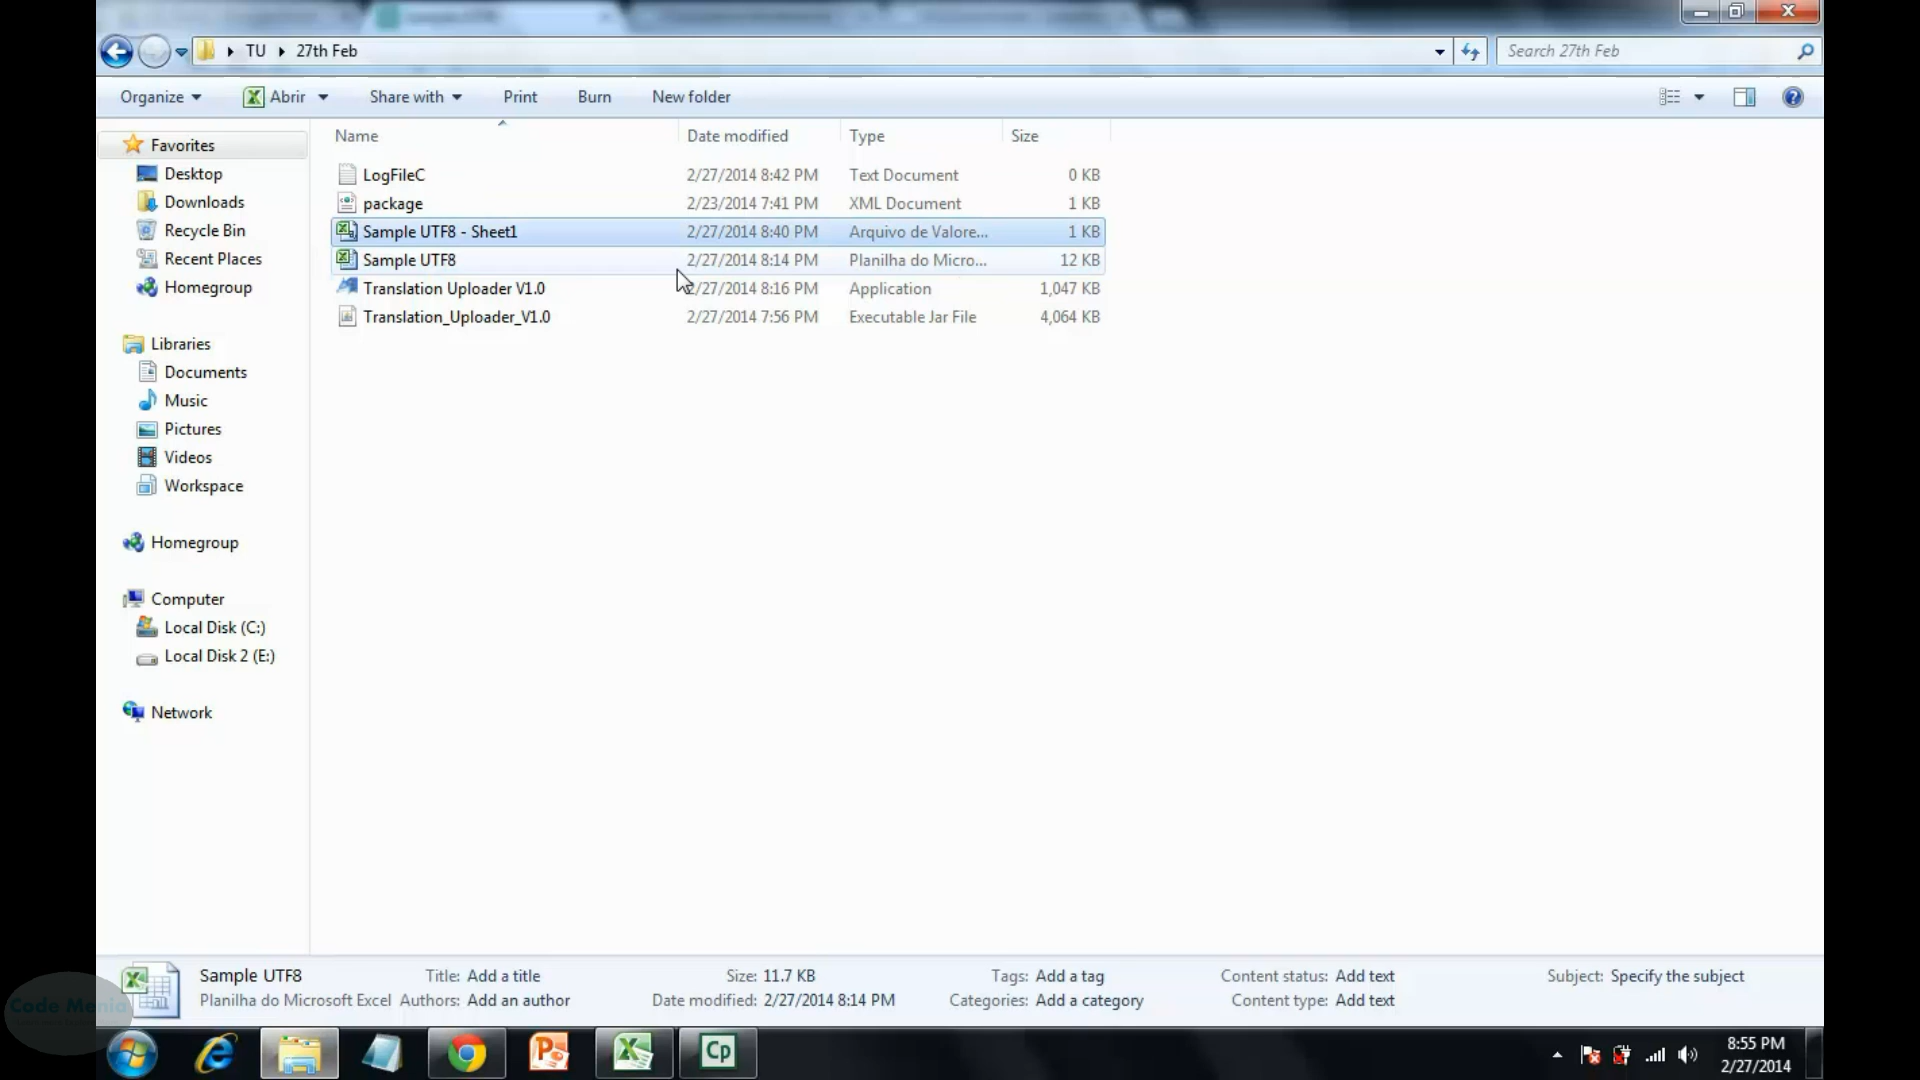 TU
27th Feb
Search 27th Feb
Organize
Abrir
Share with
Print
Burn
New folder
Name
Date modified
Type
Size
LogFileC 2/27/2014 8:42 PM Text Document 0 KB
package 2/23/2014 7:41 PM XML Document 1 KB
Sample UTF8 - Sheet1 2/27/2014 8:40 PM Arquivo de Valore... 1 KB
Sample UTF8 2/27/2014 8:14 PM Planilha do Micro... 12 KB
Translation Uploader V1.0 2/27/2014 8:16 PM Application 1,047 KB
Translation_Uploader_V1.0 2/27/2014 7:56 PM Executable Jar File 4,064 KB
Favorites
Desktop
Downloads
Recycle Bin
Recent Places
Homegroup
Libraries
Documents
Music
Pictures
Videos
Workspace
Homegroup
Computer
Local Disk (C:)
Local Disk 2 (E:)
Network
Sample UTF8 Title: Add a title Size: 11.7 KB Tags: Add a tag Content status: Add text Subject: Specify the subject
Planilha do Microsoft Excel Authors: Add an author Date modified: 2/27/2014 8:14 PM Categories: Add a category Content type: Add text
Code Mania
Cp
8:55 PM
2/27/2014